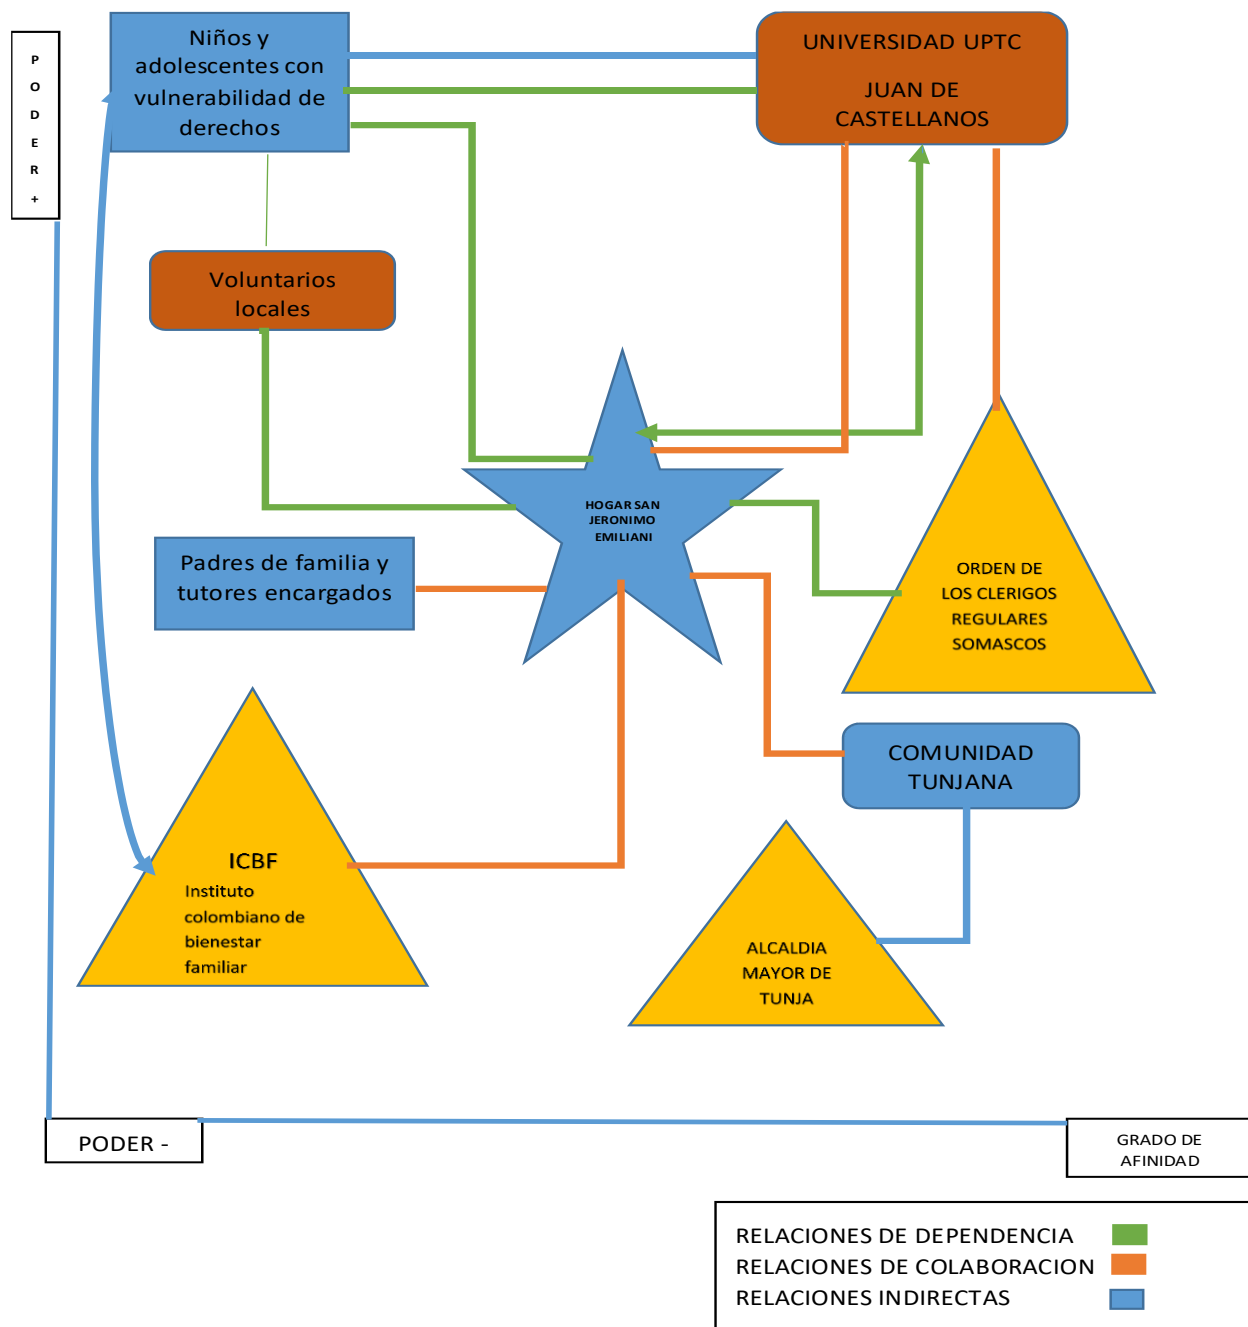 P
O
D
E
R
+
Niños y
adolescentes con
vulnerabilidad de
derechos
UNIVERSIDAD UPTC
JUAN DE
CASTELLANOS
Voluntarios
locales
HOGAR SAN
JERONIMO
EMILIANI
Padres de familia y
tutores encargados
ORDEN DE
LOS CLERIGOS
REGULARES
SOMASCOS
COMUNIDAD
TUNJANA
ICBF
Instituto
colombiano de
bienestar
familiar
ALCALDIA
MAYOR DE
TUNJA
PODER -
GRADO DE
AFINIDAD
RELACIONES DE DEPENDENCIA
RELACIONES DE COLABORACION
RELACIONES INDIRECTAS